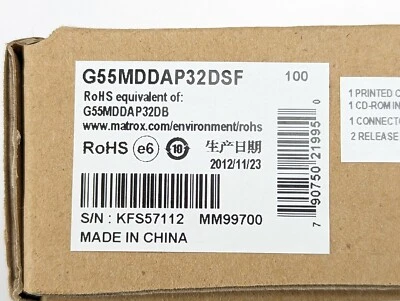 G55MDDAP32DSF 100
RoHS equivalent of:
G55MDDAP32DB
www.matrox.com/environment/rohs
RoHS e6 10 生产日期
2012/11/23
S/N : KFS57112 MM99700
MADE IN CHINA
7 90750 21995 0
1 PRINTED
1 CD-ROM IN
1 CONNECTO
2 RELEASE